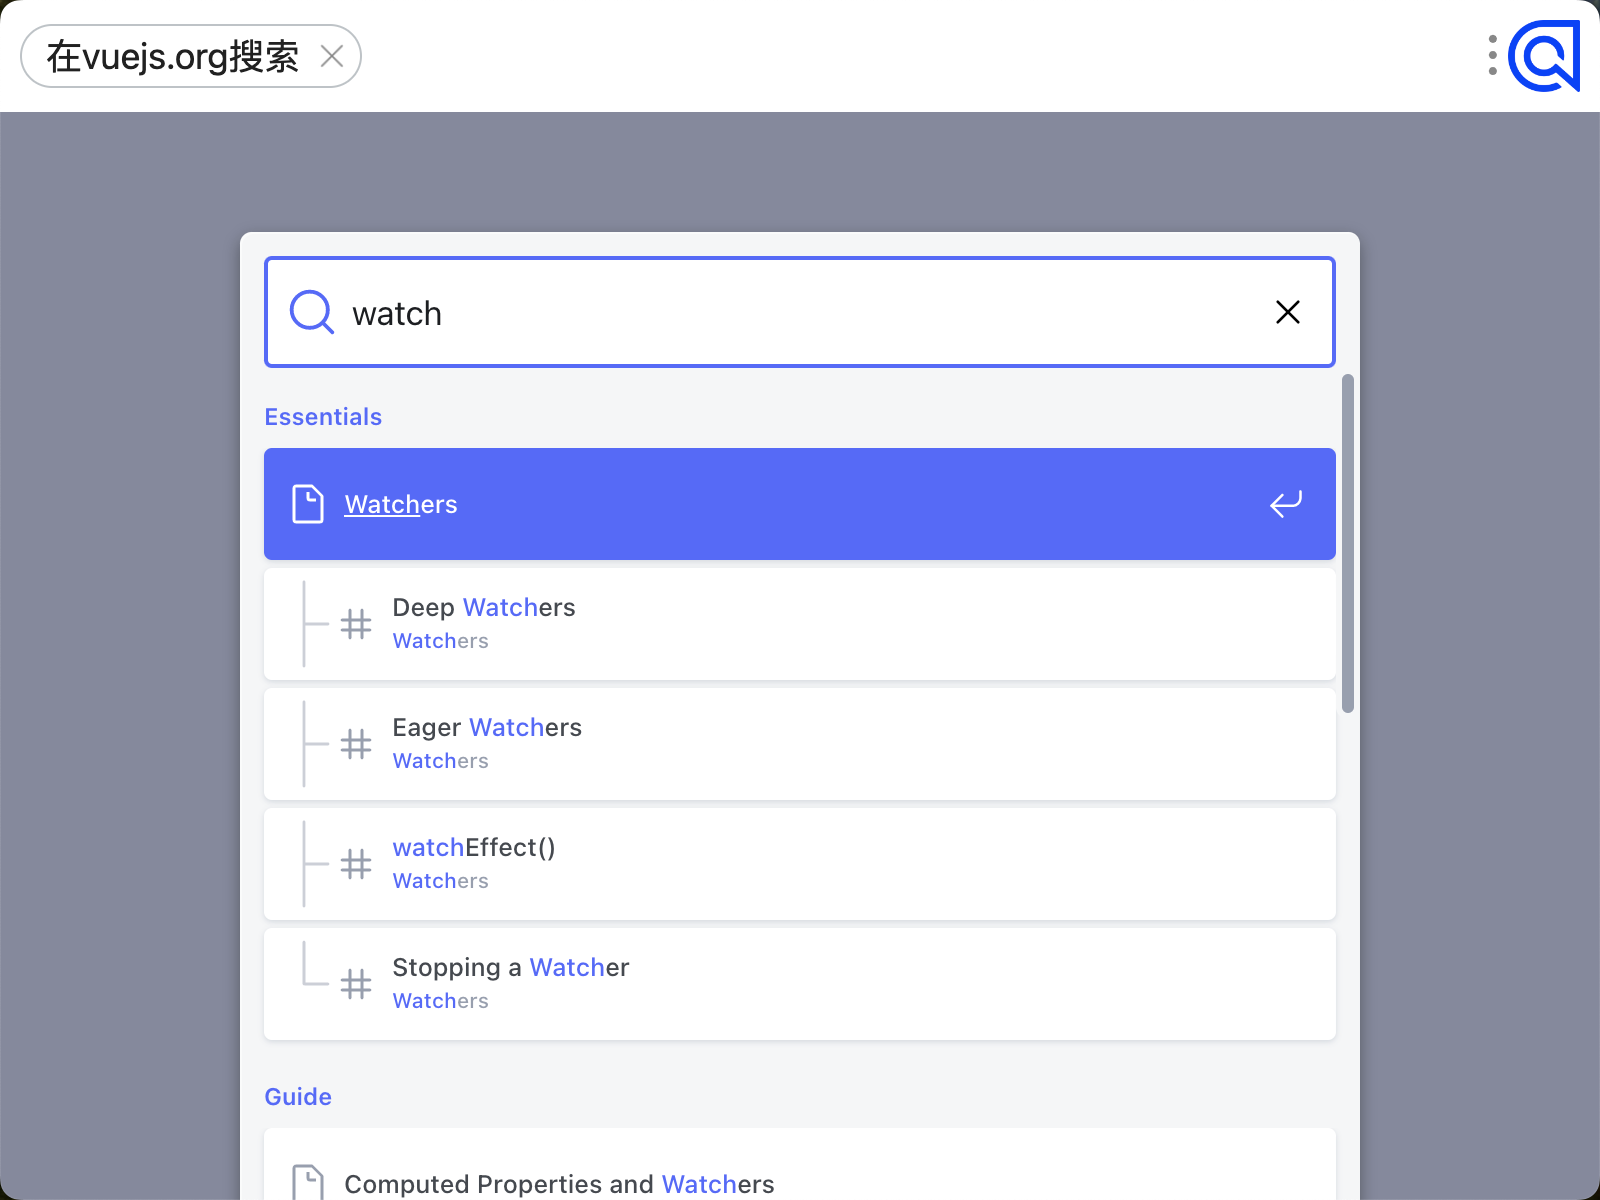 在vuejs.org搜索
watch
Essentials
Watchers
Deep Watchers
Watchers
Eager Watchers
Watchers
watchEffect()
Watchers
Stopping a Watcher
Watchers
Guide
Computed Properties and Watchers